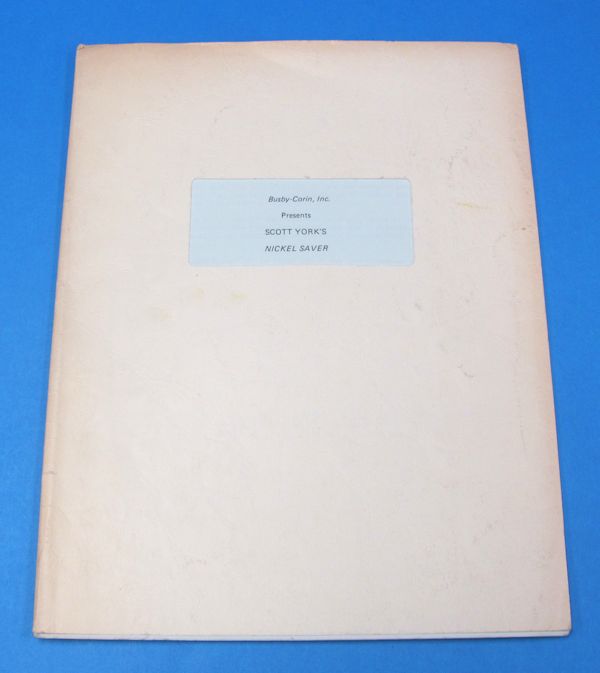 Busby-Corin, Inc.
Presents
SCOTT YORK'S
NICKEL SAVER